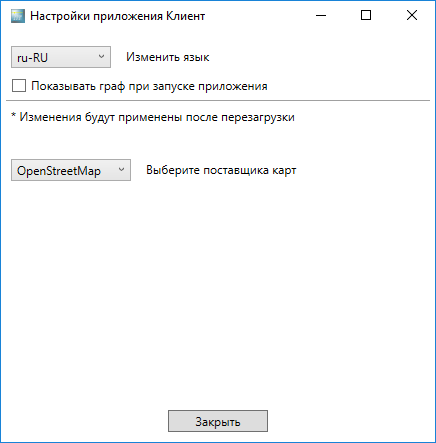 Настройки приложения Клиент
ru-RU Изменить язык
Показывать граф при запуске приложения
* Изменения будут применены после перезагрузки
OpenStreetMap Выберите поставщика карт
Закрыть